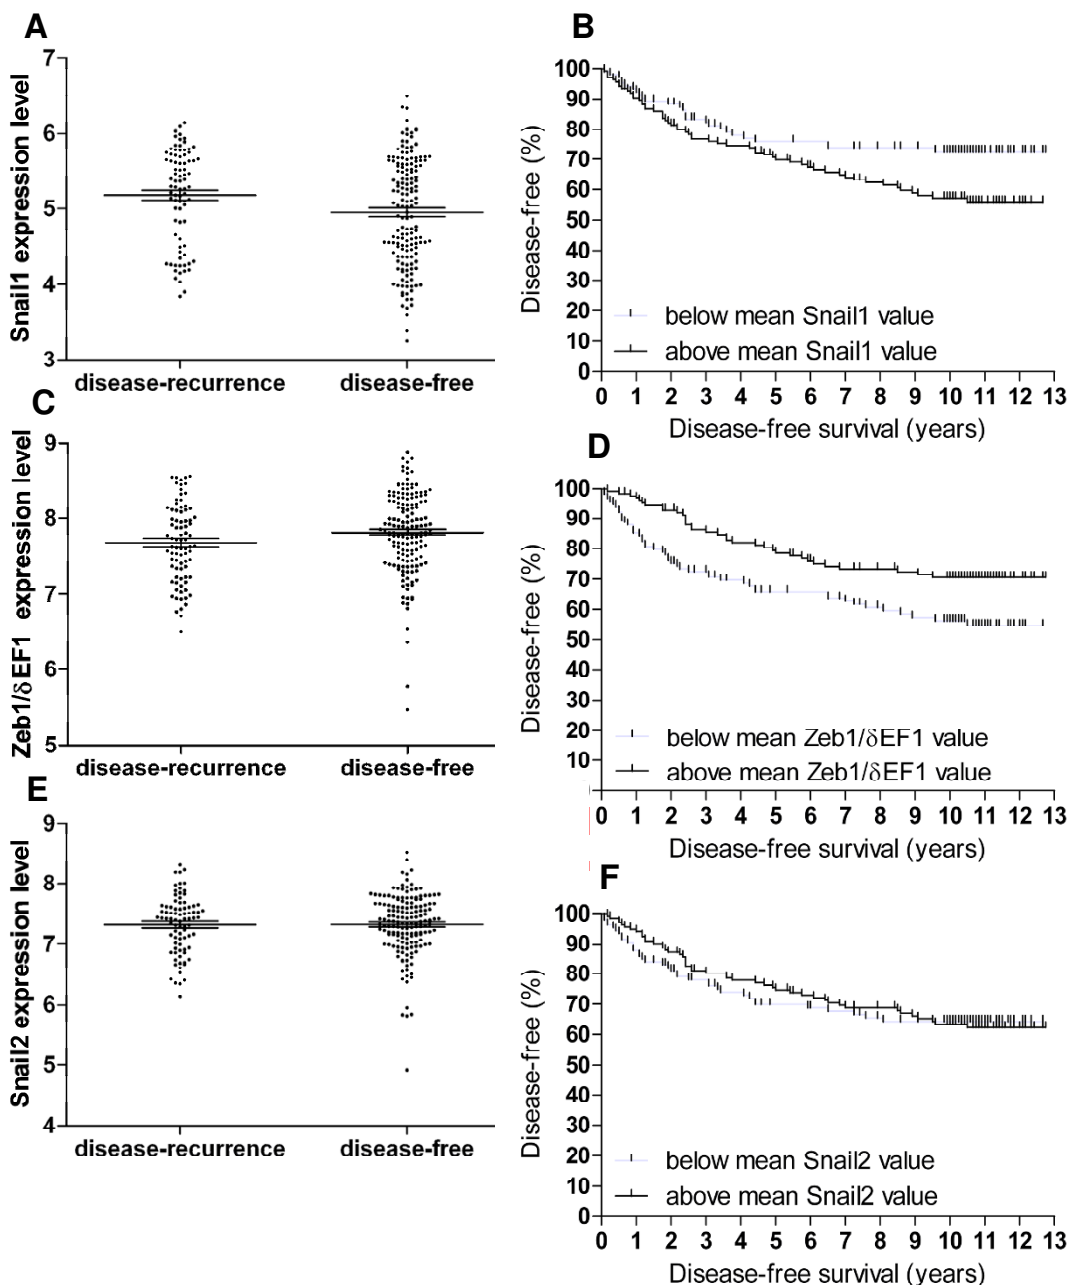 A
Snail1 expression level
7
6
5
4
3
disease-recurrence
disease-free
B
Disease-free (%)
100
90
80
70
60
50
40
30
20
10
0
below mean Snail1 value
above mean Snail1 value
0 1 2 3 4 5 6 7 8 9 10 11 12 13
Disease-free survival (years)
C
Zeb1/δEF1 expression level
9
8
7
6
5
disease-recurrence
disease-free
D
Disease-free (%)
100
90
80
70
60
50
40
30
20
10
below mean Zeb1/δEF1 value
above mean Zeb1/δEF1 value
0 1 2 3 4 5 6 7 8 9 10 11 12 13
Disease-free survival (years)
E
Snail2 expression level
9
8
7
6
5
4
disease-recurrence
disease-free
F
Disease-free (%)
100
90
80
70
60
50
40
30
20
10
0
below mean Snail2 value
above mean Snail2 value
0 1 2 3 4 5 6 7 8 9 10 11 12 13
Disease-free survival (years)